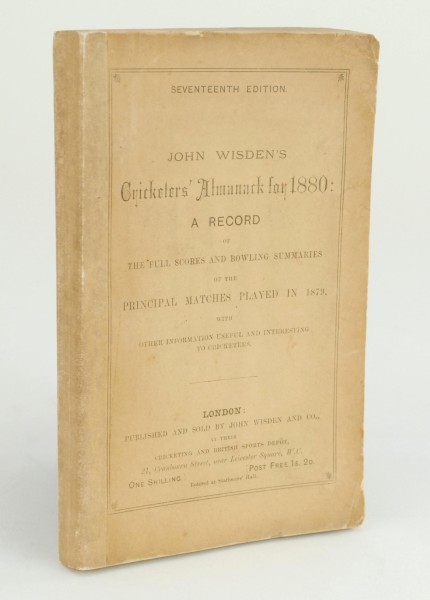 SEVENTEENTH EDITION.
JOHN WISDEN'S
Cricketers' Almanack for 1880:
A RECORD
OF
THE FULL SCORES AND BOWLING SUMMARIES
OF THE
PRINCIPAL MATCHES PLAYED IN 1879,
WITH
OTHER INFORMATION USEFUL AND INTERESTING
TO CRICKETERS.
LONDON:
PUBLISHED AND SOLD BY JOHN WISDEN AND CO.,
AT THEIR
CRICKETING AND BRITISH SPORTS DEPÔT,
21, Cranbourn Street, near Leicester Square, W.C.
ONE SHILLING.
POST FREE 1s. 2D.
Entered at Stationers' Hall.